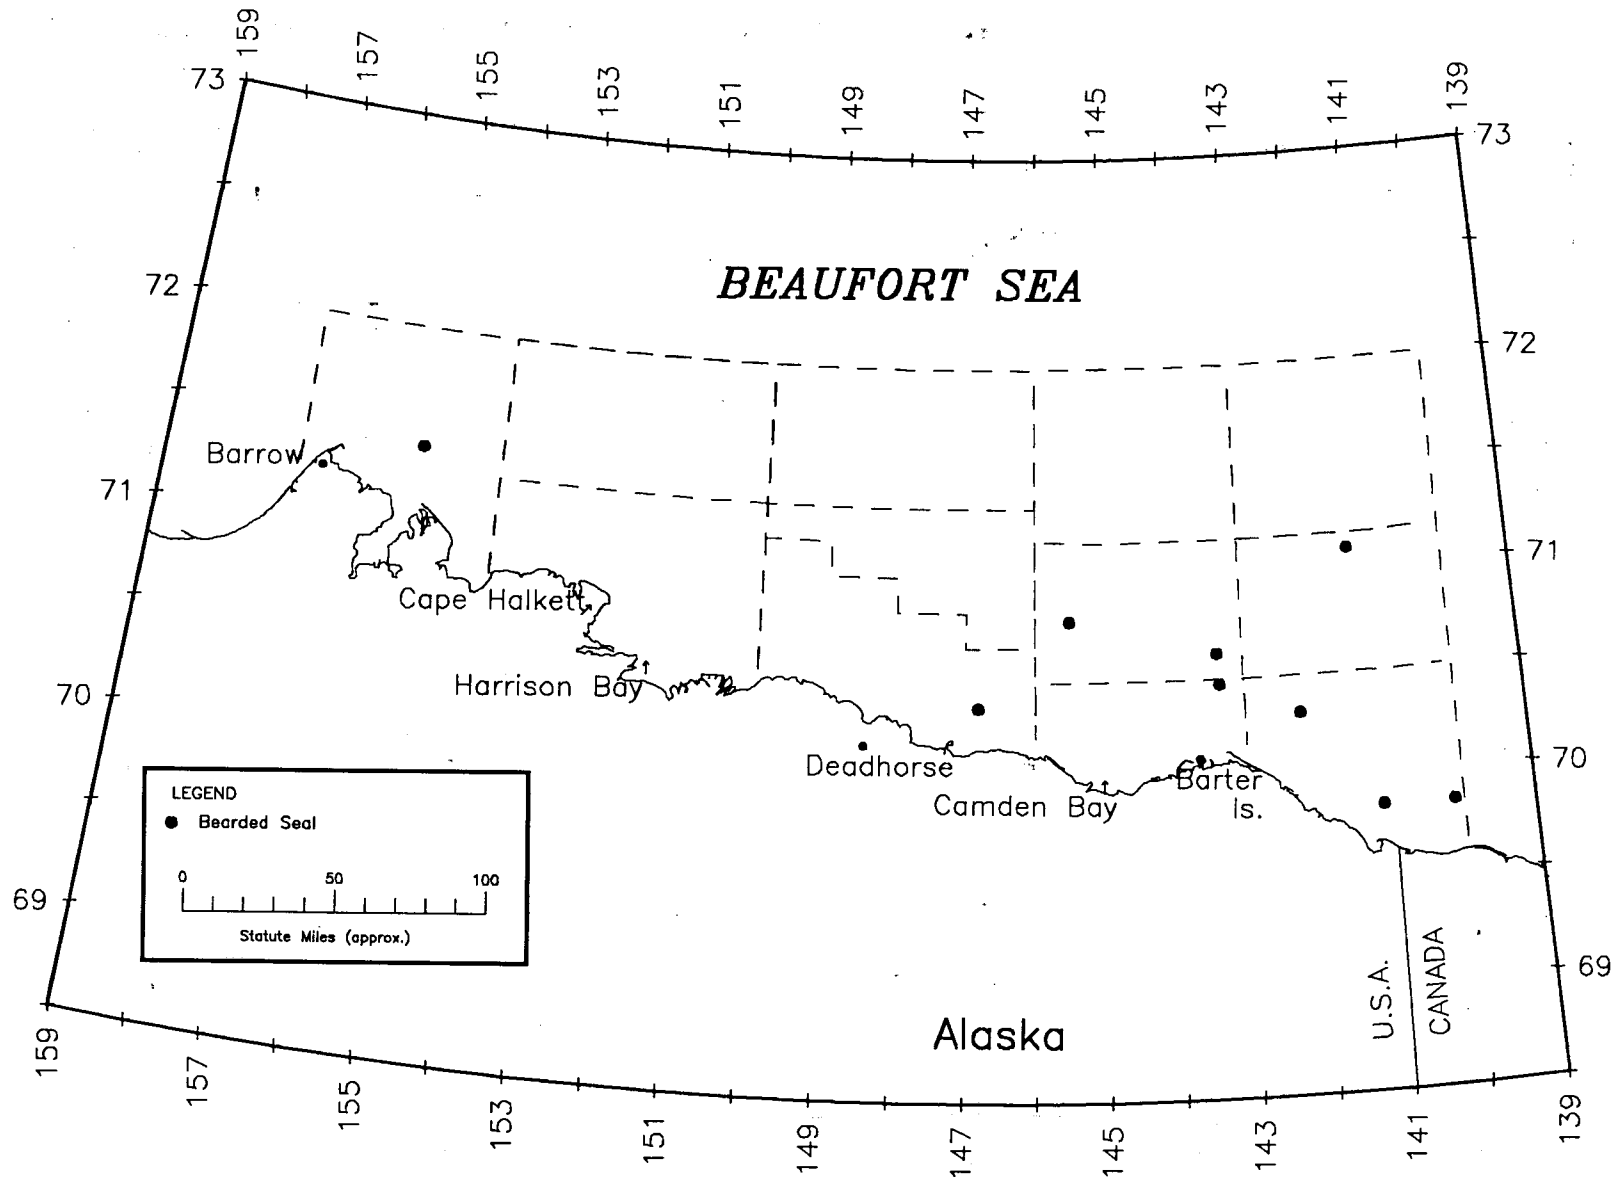 159
157
155
153
151
149
147
145
143
141
139
73
73
BEAUFORT SEA
72
72
Barrow
71
71
Cape Halkett
Harrison Bay
70
70
Deadhorse
Camden Bay
Barter
Is.
LEGEND
Bearded Seal
0 50 100
Statute Miles (approx.)
69
69
U.S.A.
CANADA
Alaska
159
157
155
153
151
149
147
145
143
141
139